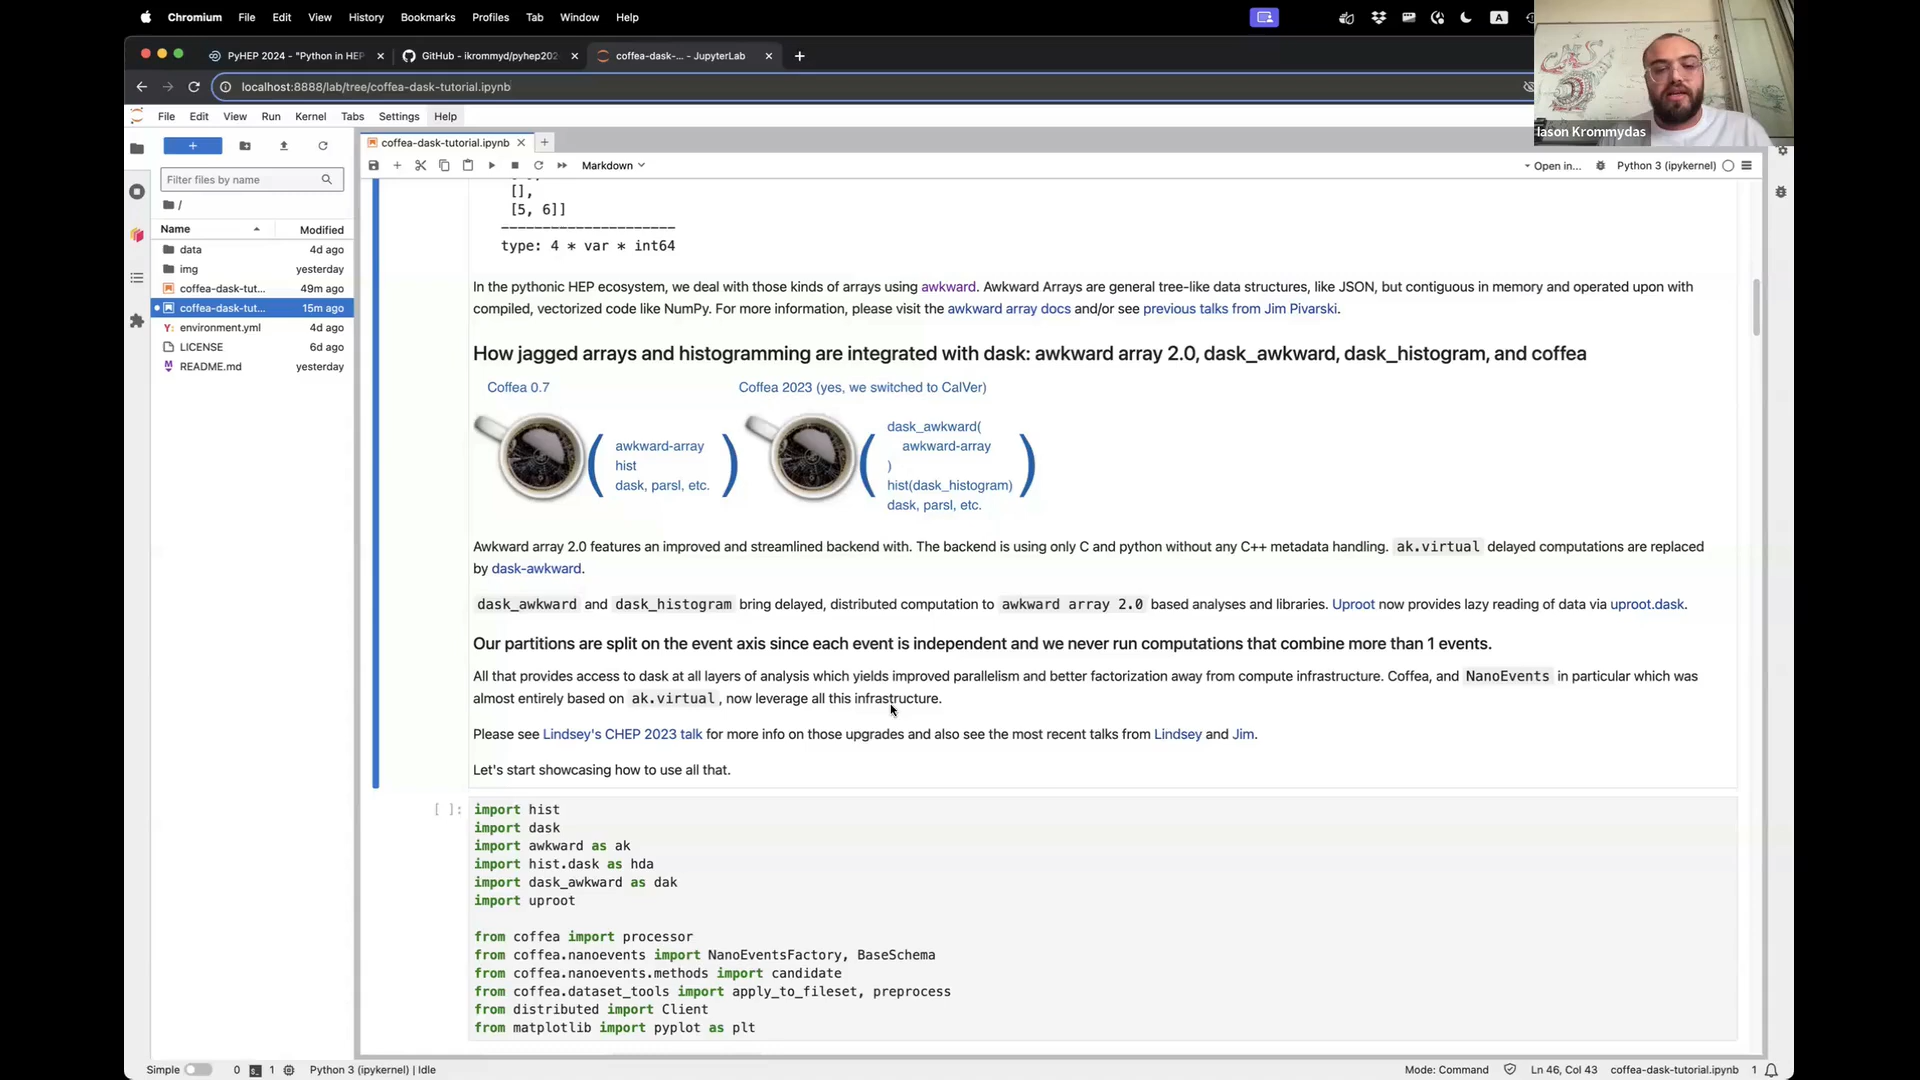 Chromium File Edit View History Bookmarks Profiles Tab Window Help
A
PyHEP 2024 - "Python in HEP
GitHub - ikrommyd/pyhep202
coffea-dask-... - JupyterLab
localhost:8888/lab/tree/coffea-dask-tutorial.ipynb
Iason Krommydas
File Edit View Run Kernel Tabs Settings Help
coffea-dask-tutorial.ipynb
Markdown
Open in...
Python 3 (ipykernel)
Filter files by name
/
Name Modified
data 4d ago
img yesterday
coffea-dask-tut... 49m ago
coffea-dask-tut... 15m ago
environment.yml 4d ago
LICENSE 6d ago
README.md yesterday
[],
[5, 6]]
---------------------
type: 4 * var * int64
In the pythonic HEP ecosystem, we deal with those kinds of arrays using awkward. Awkward Arrays are general tree-like data structures, like JSON, but contiguous in memory and operated upon with
compiled, vectorized code like NumPy. For more information, please visit the awkward array docs and/or see previous talks from Jim Pivarski.
How jagged arrays and histogramming are integrated with dask: awkward array 2.0, dask_awkward, dask_histogram, and coffea
Coffea 0.7
Coffea 2023 (yes, we switched to CalVer)
(
awkward-array
hist
dask, parsl, etc.
)
(
dask_awkward(
awkward-array
)
hist(dask_histogram)
dask, parsl, etc.
)
Awkward array 2.0 features an improved and streamlined backend with. The backend is using only C and python without any C++ metadata handling. ak.virtual delayed computations are replaced
by dask-awkward.
dask_awkward and dask_histogram bring delayed, distributed computation to awkward array 2.0 based analyses and libraries. Uproot now provides lazy reading of data via uproot.dask.
Our partitions are split on the event axis since each event is independent and we never run computations that combine more than 1 events.
All that provides access to dask at all layers of analysis which yields improved parallelism and better factorization away from compute infrastructure. Coffea, and NanoEvents in particular which was
almost entirely based on ak.virtual, now leverage all this infrastructure.
Please see Lindsey's CHEP 2023 talk for more info on those upgrades and also see the most recent talks from Lindsey and Jim.
Let's start showcasing how to use all that.
[ ]:
import hist
import dask
import awkward as ak
import hist.dask as hda
import dask_awkward as dak
import uproot
from coffea import processor
from coffea.nanoevents import NanoEventsFactory, BaseSchema
from coffea.nanoevents.methods import candidate
from coffea.dataset_tools import apply_to_fileset, preprocess
from distributed import Client
from matplotlib import pyplot as plt
Simple 0 1 Python 3 (ipykernel) | Idle
Mode: Command Ln 46, Col 43 coffea-dask-tutorial.ipynb 1